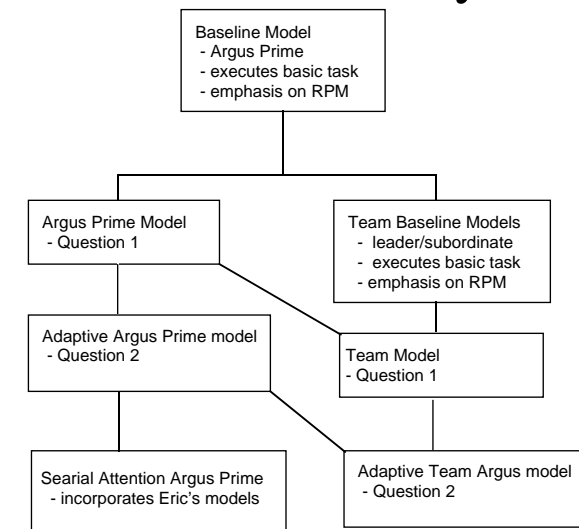 Baseline Model
- Argus Prime
- executes basic task
- emphasis on RPM
Argus Prime Model
- Question 1
Team Baseline Models
- leader/subordinate
- executes basic task
- emphasis on RPM
Adaptive Argus Prime model
- Question 2
Team Model
- Question 1
Searial Attention Argus Prime
- incorporates Eric's models
Adaptive Team Argus model
- Question 2